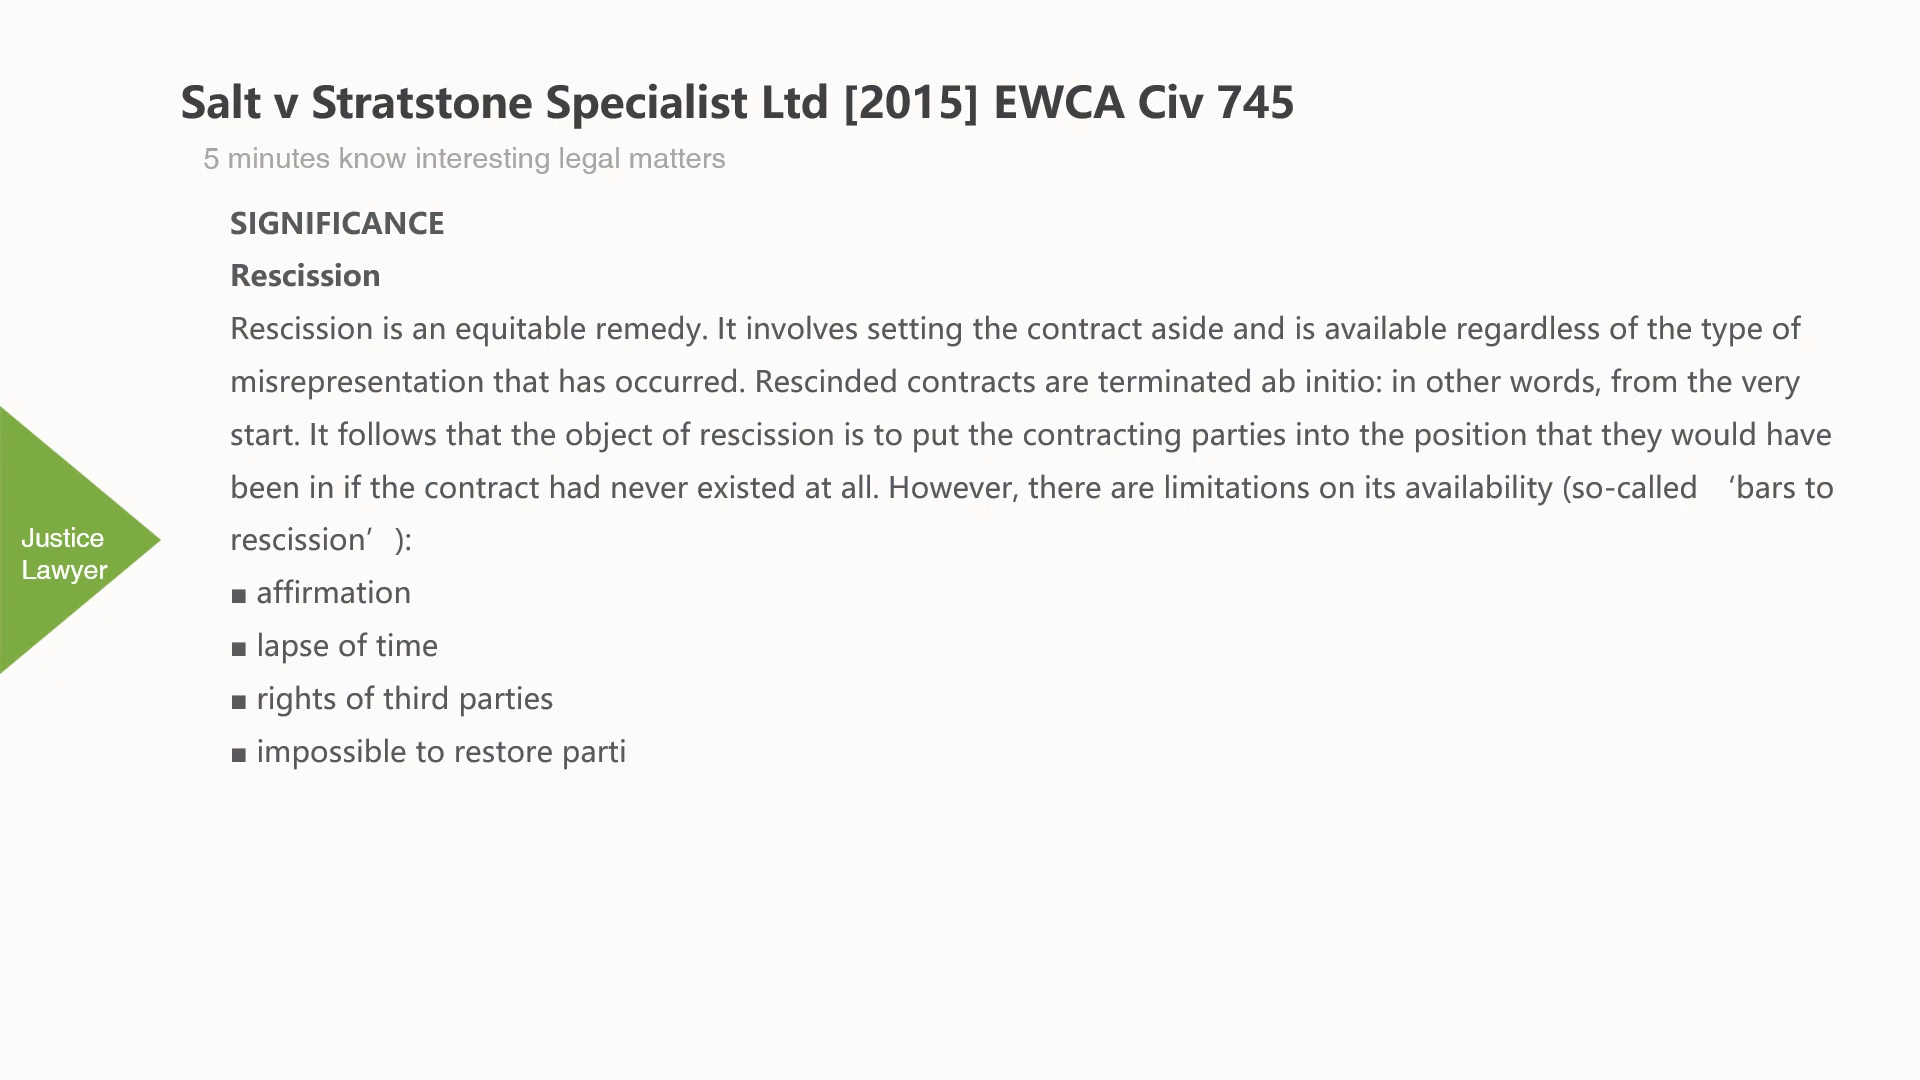 Salt v Stratstone Specialist Ltd [2015] EWCA Civ 745
5 minutes know interesting legal matters
SIGNIFICANCE
Rescission
Rescission is an equitable remedy. It involves setting the contract aside and is available regardless of the type of
misrepresentation that has occurred. Rescinded contracts are terminated ab initio: in other words, from the very
start. It follows that the object of rescission is to put the contracting parties into the position that they would have
been in if the contract had never existed at all. However, there are limitations on its availability (so-called ‘bars to
rescission’ ):
■ affirmation
■ lapse of time
■ rights of third parties
■ impossible to restore parti
Justice
Lawyer